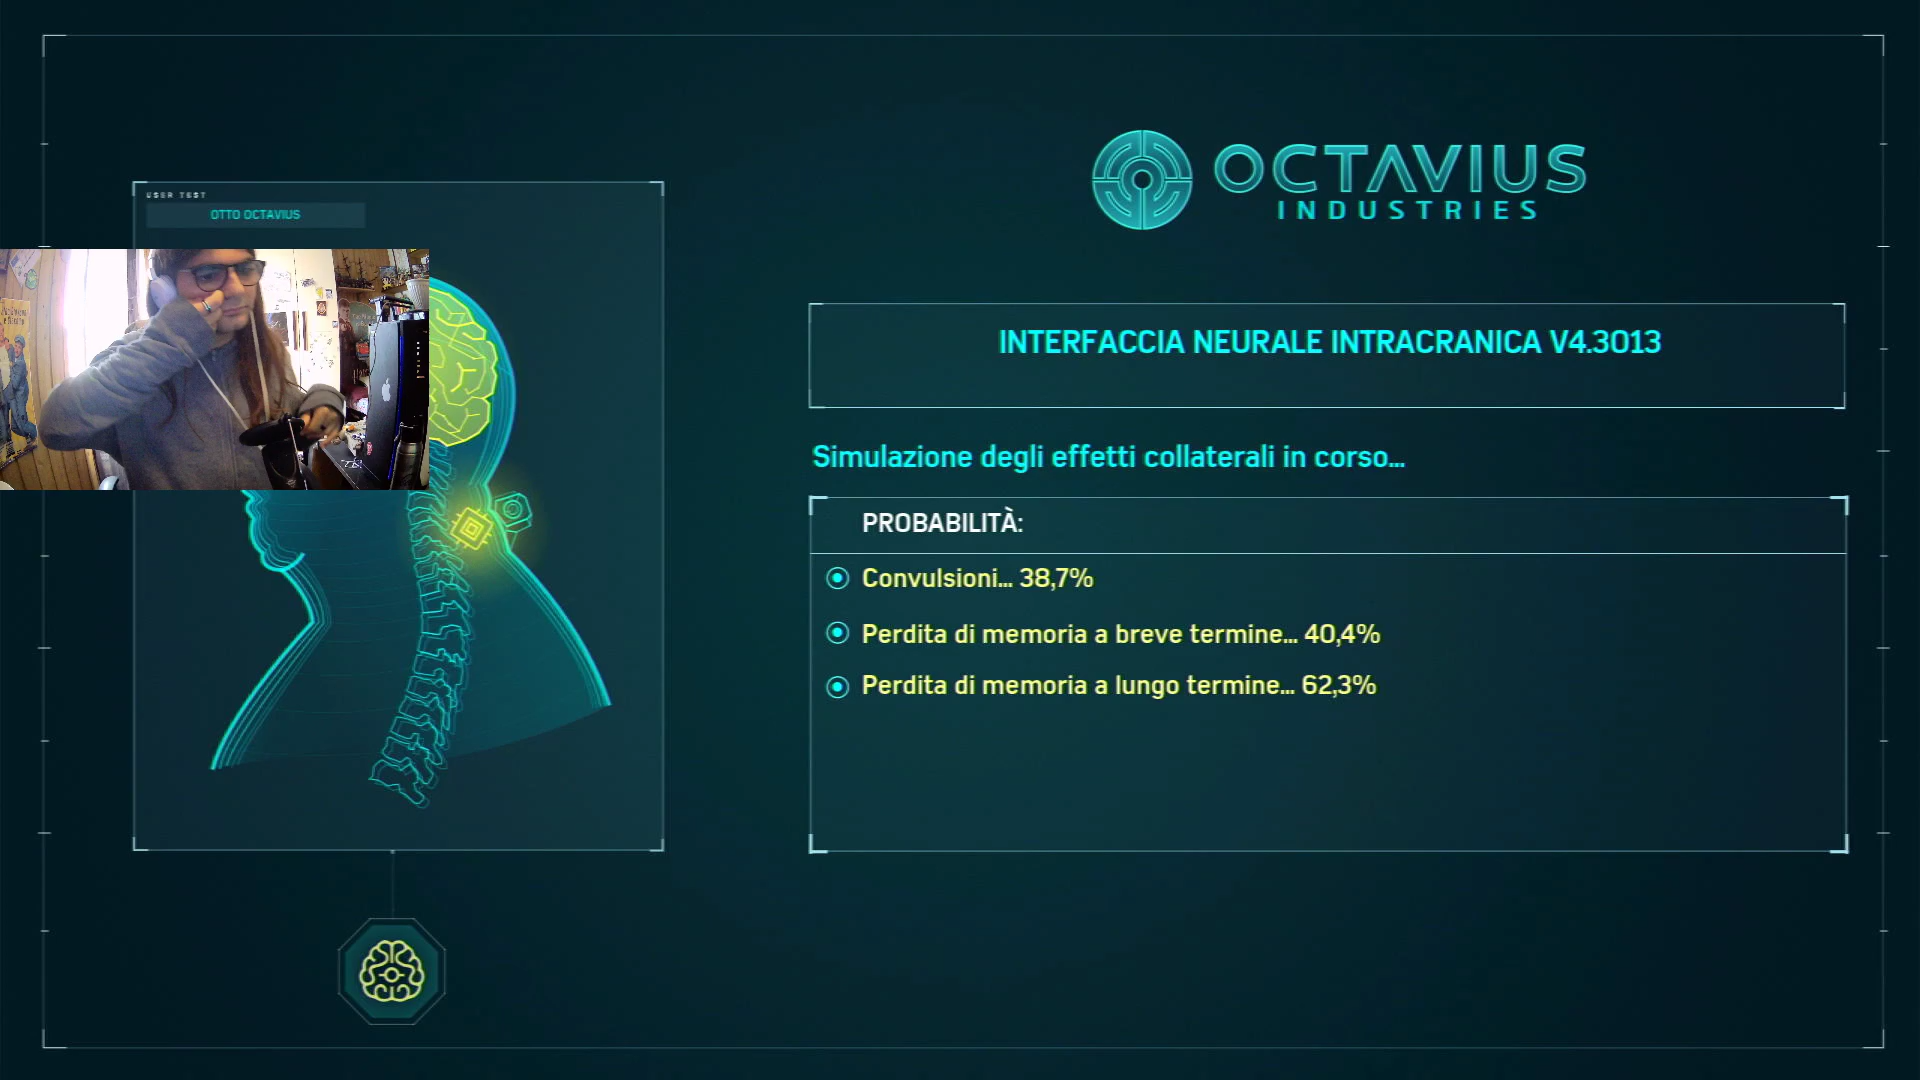 USER TEST
OTTO OCTAVIUS
OCTAVIUS
INDUSTRIES
INTERFACCIA NEURALE INTRACRANICA V4.3013
Simulazione degli effetti collaterali in corso...
PROBABILITÀ:
Convulsioni... 38,7%
Perdita di memoria a breve termine... 40,4%
Perdita di memoria a lungo termine... 62,3%